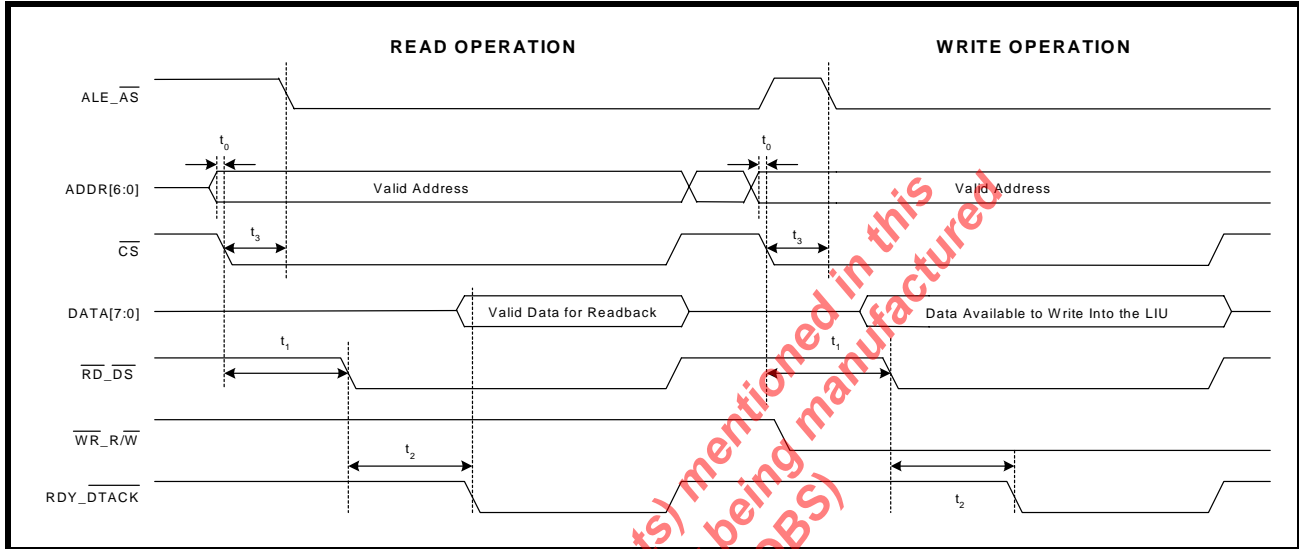 READ OPERATION
WRITE OPERATION
ALE_AS
t0
t0
ADDR[6:0]
Valid Address
Valid Address
CS
t3
t3
DATA[7:0]
Valid Data for Readback
Data Available to Write Into the LIU
RD_DS
t1
t1
WR_R/W
RDY_DTACK
t2
t2
ts) mentioned in this
being manufactured
OBS)